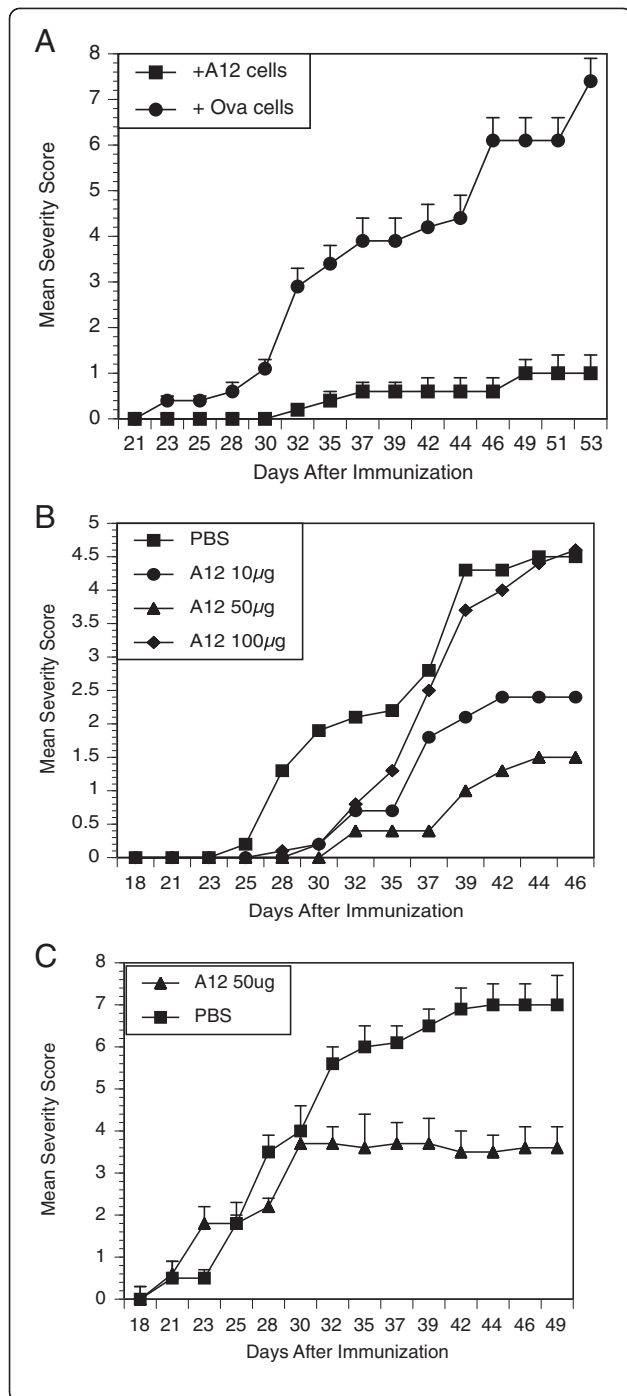 A
+A12 cells
+ Ova cells
Mean Severity Score
8
7
6
5
4
3
2
1
0
21 23 25 28 30 32 35 37 39 42 44 46 49 51 53
Days After Immunization
B
PBS
A12 10µg
A12 50µg
A12 100µg
Mean Severity Score
5
4.5
4
3.5
3
2.5
2
1.5
1
0.5
0
18 21 23 25 28 30 32 35 37 39 42 44 46
Days After Immunization
C
A12 50ug
PBS
Mean Severity Score
8
7
6
5
4
3
2
1
0
18 21 23 25 28 30 32 35 37 39 42 44 46 49
Days After Immunization